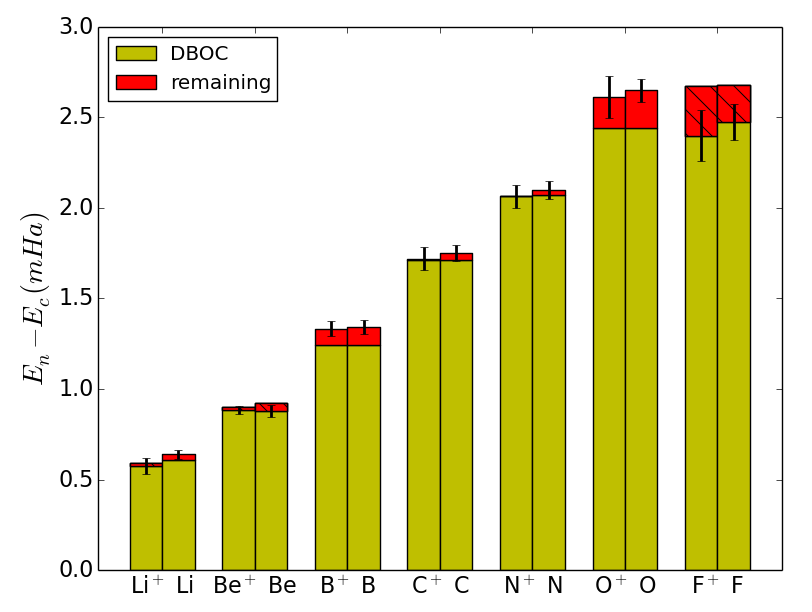 DBOC
remaining
3.0
2.5
2.0
1.5
1.0
0.5
0.0
E_n − E_c (mHa)
Li⁺ Li Be⁺ Be B⁺ B C⁺ C N⁺ N O⁺ O F⁺ F